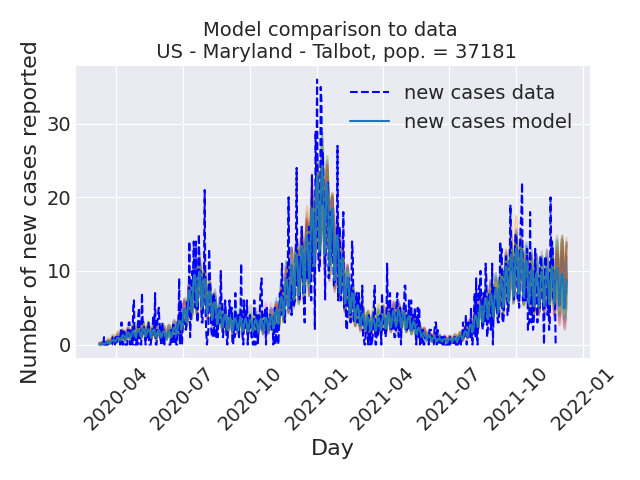 Model comparison to data
US - Maryland - Talbot, pop. = 37181
new cases data
new cases model
Number of new cases reported
30
20
10
0
2020-04
2020-07
2020-10
2021-01
2021-04
2021-07
2021-10
2022-01
Day